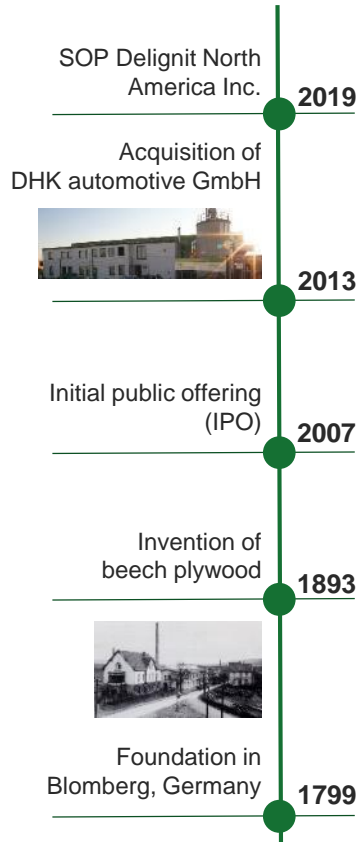 SOP Delignit North
America Inc.
2019
Acquisition of
DHK automotive GmbH
2013
Initial public offering
(IPO)
2007
Invention of
beech plywood
1893
Foundation in
Blomberg, Germany
1799